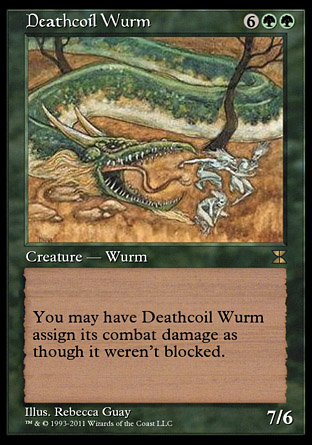 Deathcoil Wurm 6
Creature — Wurm
You may have Deathcoil Wurm
assign its combat damage as
though it weren't blocked.
Illus. Rebecca Guay
™ & © 1993-2011 Wizards of the Coast LLC
7/6